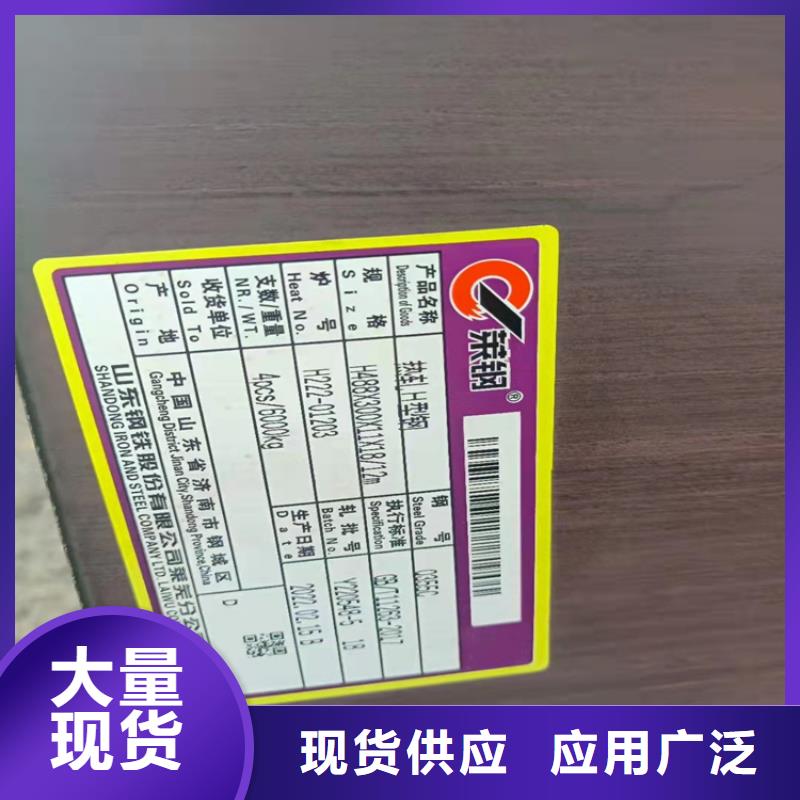 莱钢®
产品名称 热轧H型钢
Description of Goods
规格 H488X300X11X18/12m
Size
钢号 Q355C
Steel Grade
炉号 H222-01203
Heat No.
执行标准 GB/T11263-2017
Specification
支数/重量 4pcs/6000kg
NR./WT.
轧批号 Y220548-5 18
Batch No.
收货单位
Sold To
生产日期 2022.02.15 B
Date
产地 中国山东省济南市钢城区 D
Origin Gangcheng District,Jinan City,Shandong Province,China
山东钢铁股份有限公司莱芜分公
SHANDONG IRON AND STEEL COMPANY LTD. LAIWU CO
大量
现货
现货供应 应用广泛